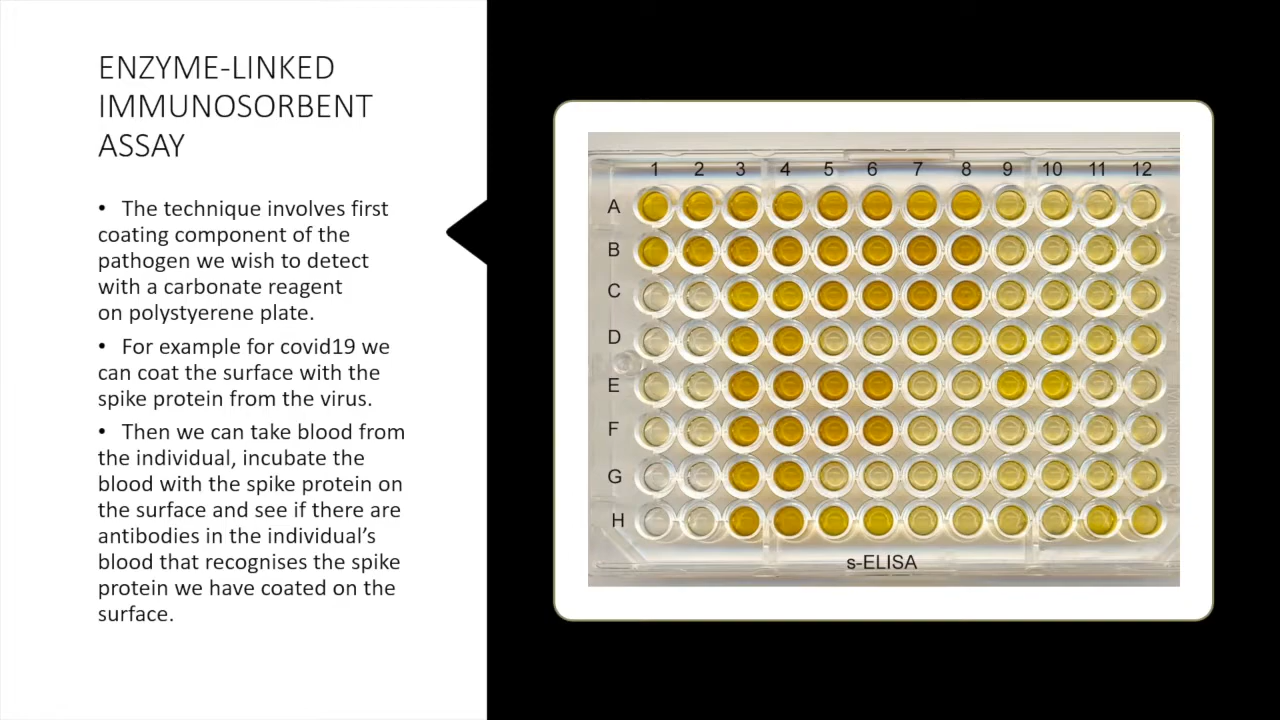 ENZYME-LINKED
IMMUNOSORBENT
ASSAY
• The technique involves first
coating component of the
pathogen we wish to detect
with a carbonate reagent
on polystyerene plate.
• For example for covid19 we
can coat the surface with the
spike protein from the virus.
• Then we can take blood from
the individual, incubate the
blood with the spike protein on
the surface and see if there are
antibodies in the individual’s
blood that recognises the spike
protein we have coated on the
surface.
1 2 3 4 5 6 7 8 9 10 11 12
A
B
C
D
E
F
G
H
s-ELISA